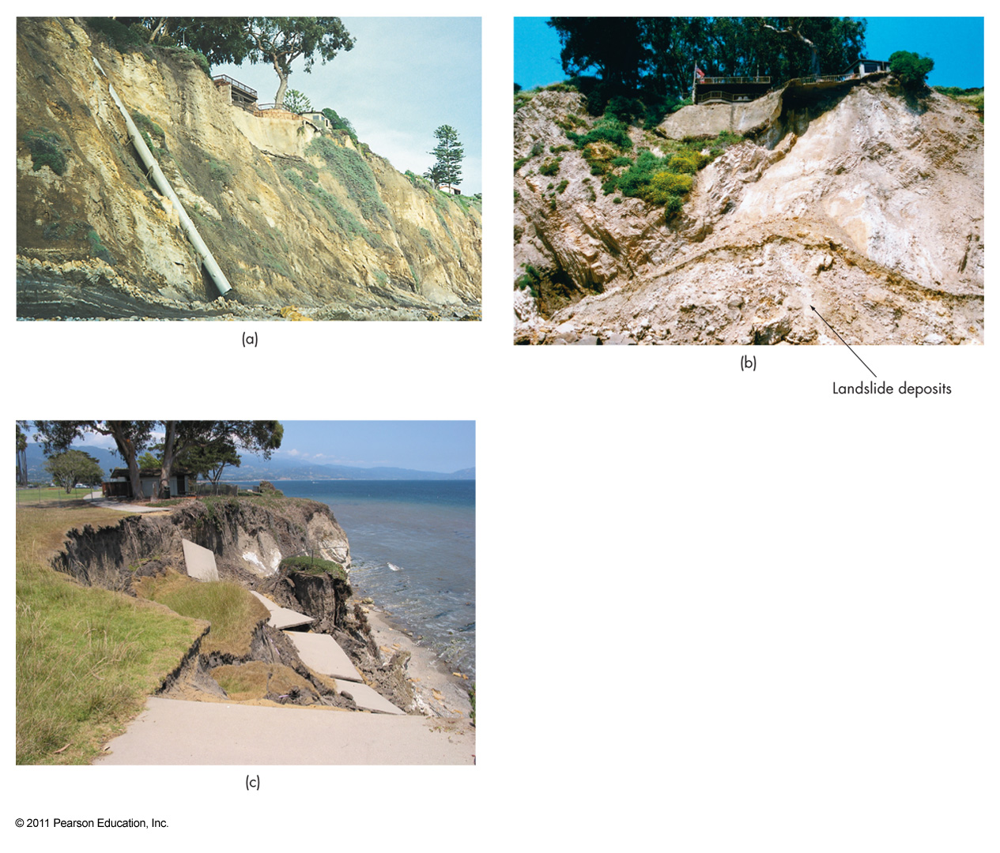 (a)
(b)
Landslide deposits
(c)
© 2011 Pearson Education, Inc.